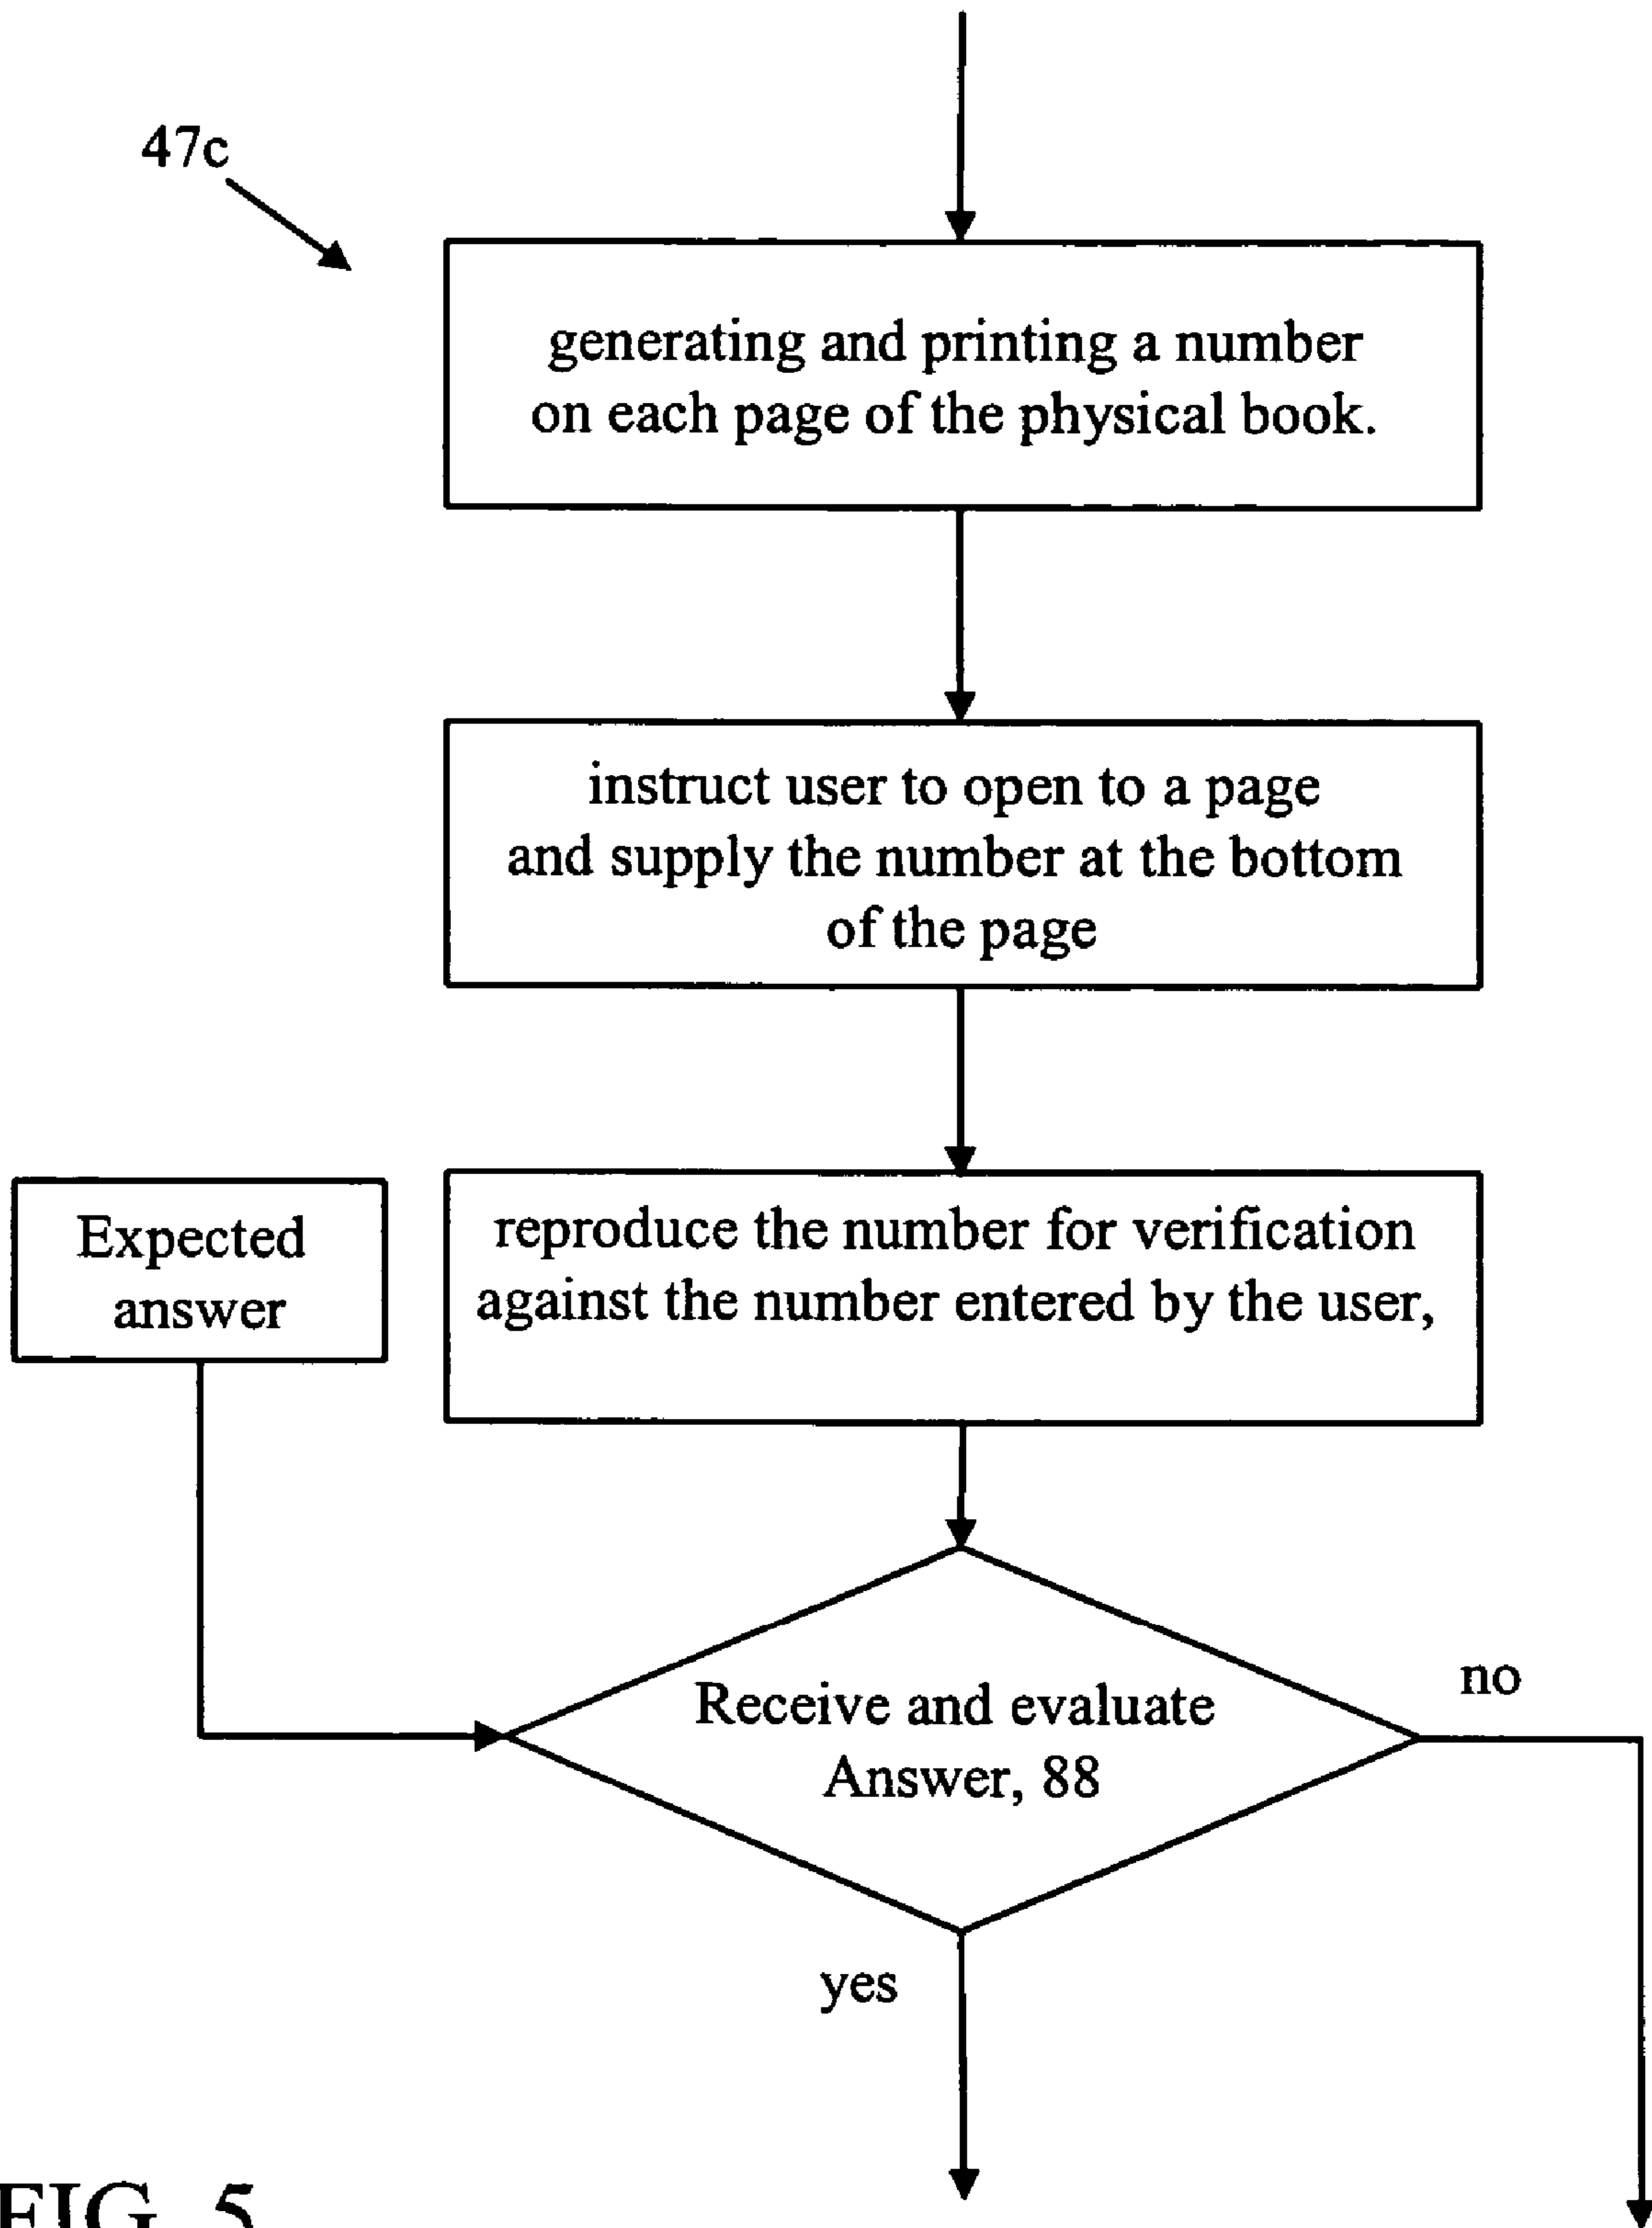 47c
generating and printing a number
on each page of the physical book.
instruct user to open to a page
and supply the number at the bottom
of the page
Expected
answer
reproduce the number for verification
against the number entered by the user,
Receive and evaluate
Answer, 88
no
yes
FIG. 5